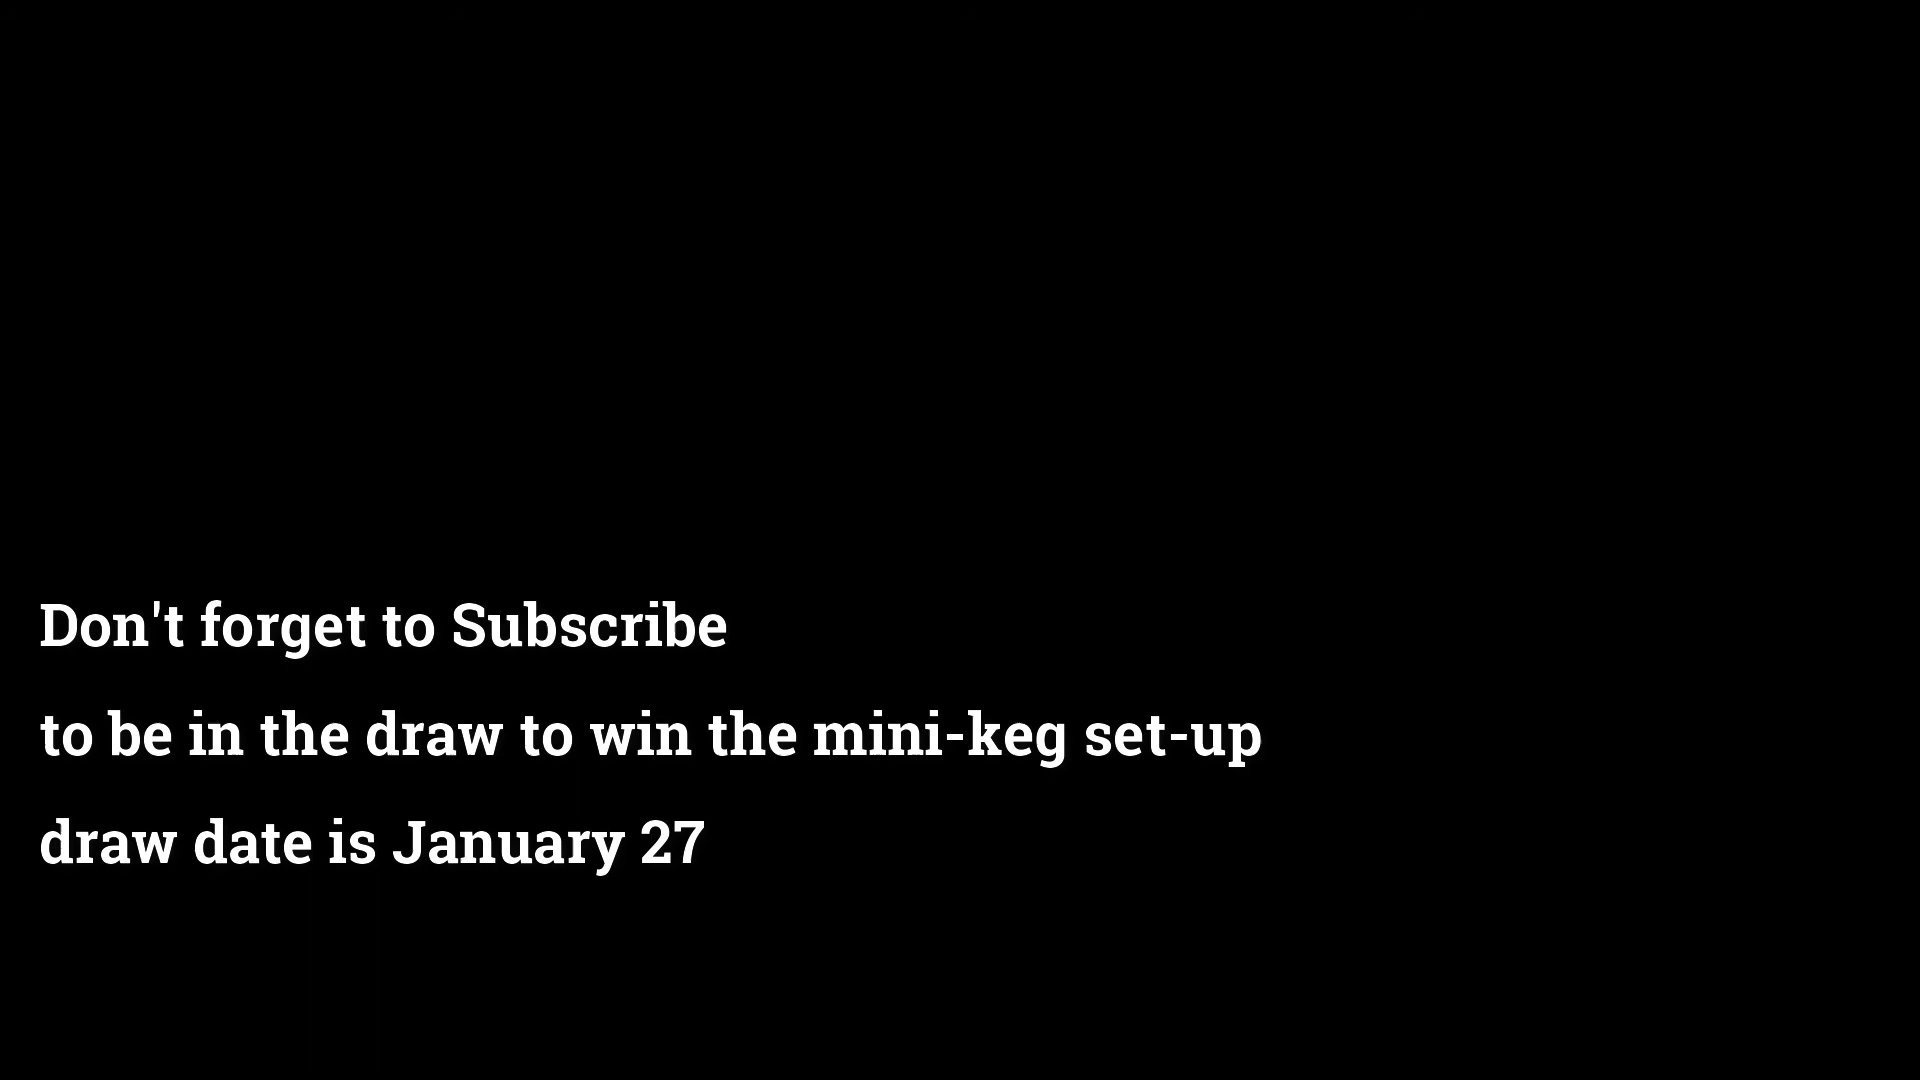 Don't forget to Subscribe
to be in the draw to win the mini-keg set-up
draw date is January 27